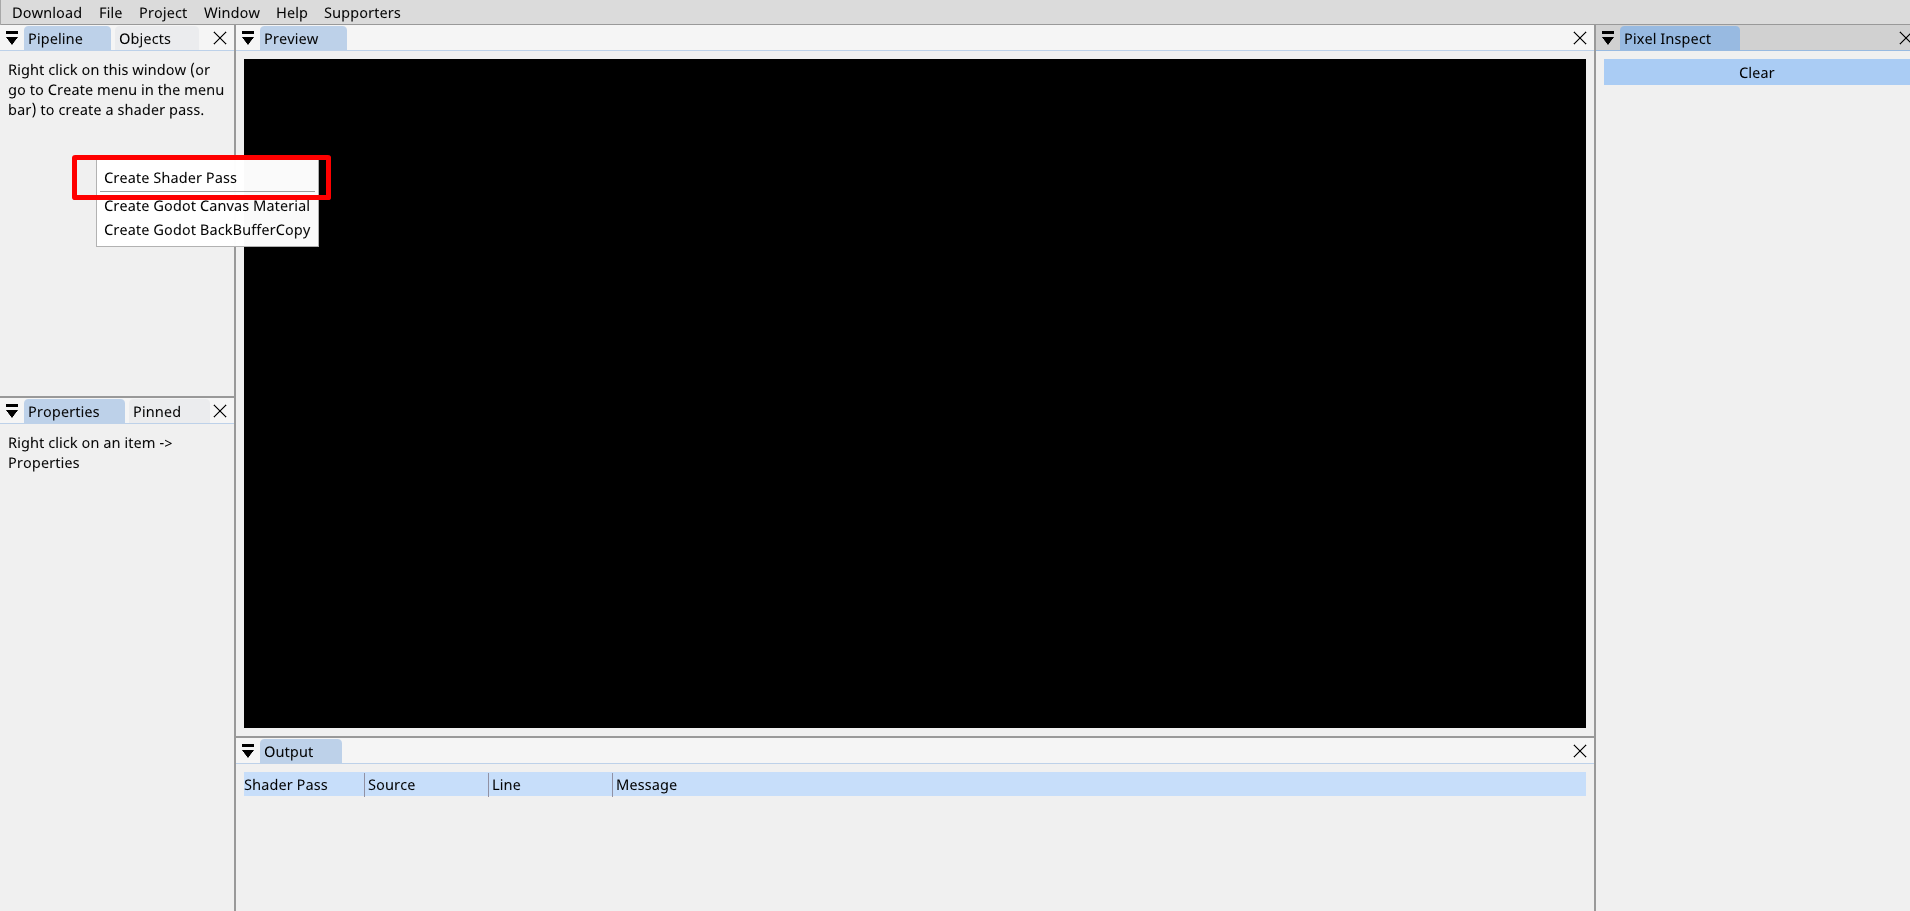 Download File Project Window Help Supporters
Pipeline Objects
Right click on this window (or
go to Create menu in the menu
bar) to create a shader pass.
Create Shader Pass
Create Godot Canvas Material
Create Godot BackBufferCopy
Properties Pinned
Right click on an item ->
Properties
Preview
Output
Shader Pass Source Line Message
Pixel Inspect
Clear